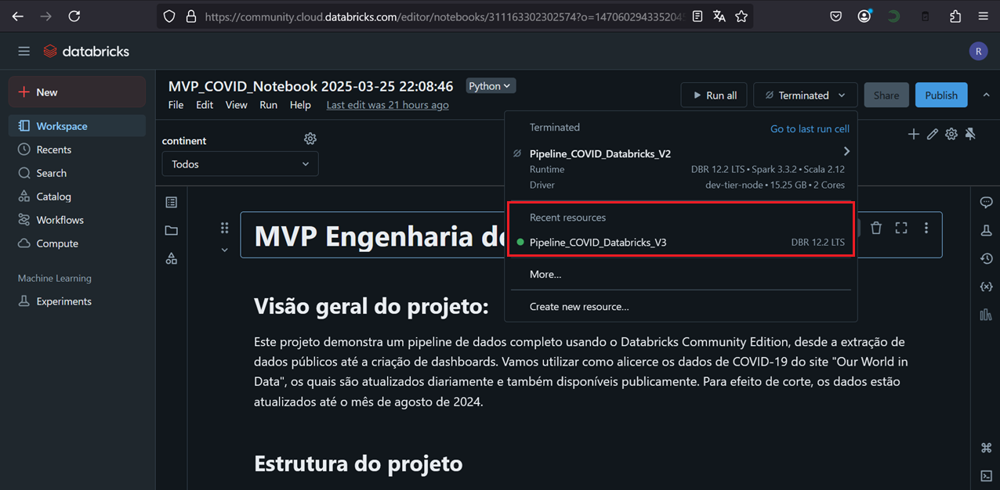 https://community.cloud.databricks.com/editor/notebooks/311163302302574?o=147060294335204
databricks
R
New
Workspace
Recents
Search
Catalog
Workflows
Compute
Machine Learning
Experiments
MVP_COVID_Notebook 2025-03-25 22:08:46
Python
File Edit View Run Help Last edit was 21 hours ago
Run all
Terminated
Share
Publish
continent
Todos
Terminated
Go to last run cell
Pipeline_COVID_Databricks_V2
Runtime DBR 12.2 LTS • Spark 3.3.2 • Scala 2.12
Driver dev-tier-node • 15.25 GB • 2 Cores
Recent resources
Pipeline_COVID_Databricks_V3 DBR 12.2 LTS
More...
Create new resource...
MVP Engenharia d
Visão geral do projeto:
Este projeto demonstra um pipeline de dados completo usando o Databricks Community Edition, desde a extração de
dados públicos até a criação de dashboards. Vamos utilizar como alicerce os dados de COVID-19 do site "Our World in
Data", os quais são atualizados diariamente e também disponíveis publicamente. Para efeito de corte, os dados estão
atualizados até o mês de agosto de 2024.
Estrutura do projeto